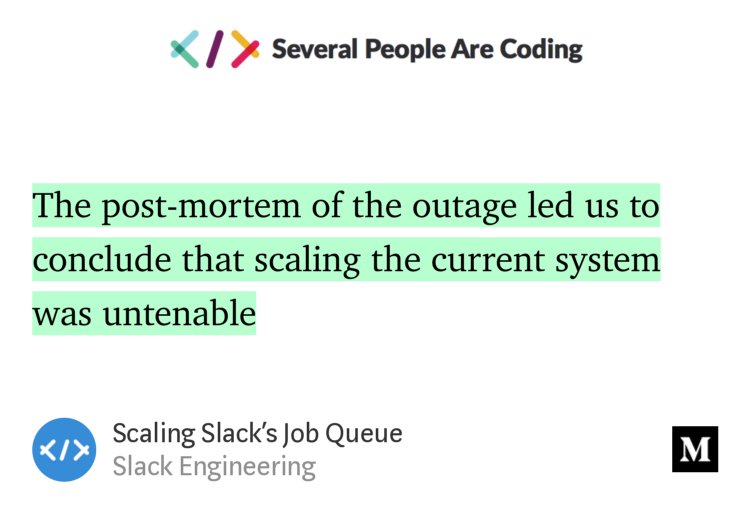 </> Several People Are Coding
The post-mortem of the outage led us to
conclude that scaling the current system
was untenable
</> Scaling Slack’s Job Queue
Slack Engineering
M